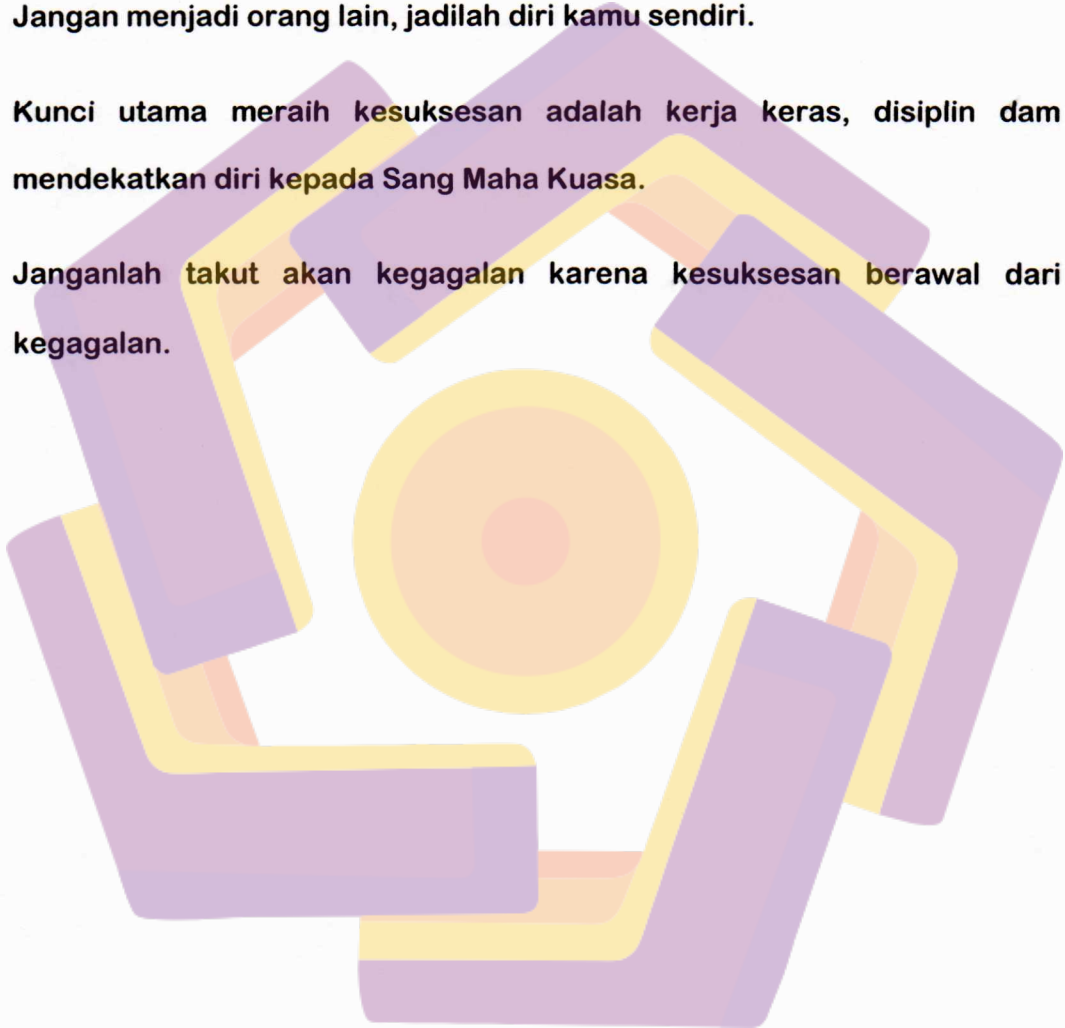 Jangan menjadi orang lain, jadilah diri kamu sendiri.
Kunci utama meraih kesuksesan adalah kerja keras, disiplin dam
mendekatkan diri kepada Sang Maha Kuasa.
Janganlah takut akan kegagalan karena kesuksesan berawal dari
kegagalan.